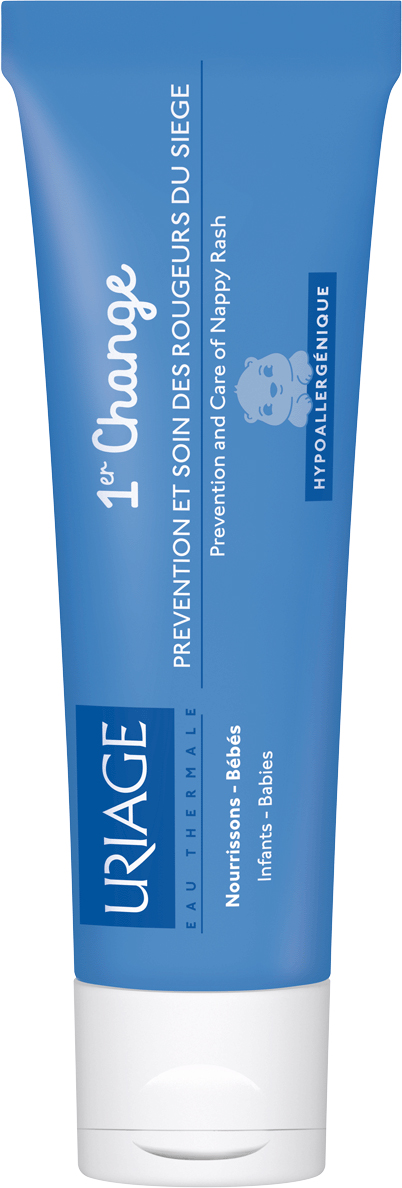 URIAGE
EAU THERMALE
1er Change
PREVENTION ET SOIN DES ROUGEURS DU SIEGE
Prevention and Care of Nappy Rash
Nourrissons - Bébés
Infants - Babies
HYPOALLERGÉNIQUE